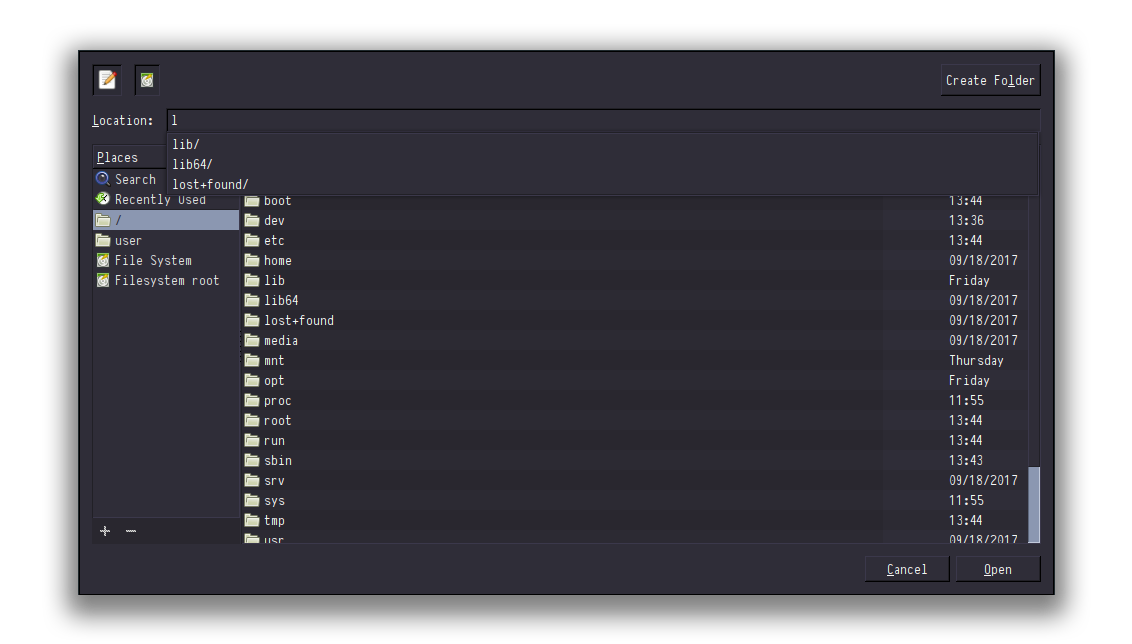 Create Folder
Location: l
lib/
lib64/
lost+found/
Places
Search
Recently Used
/
user
File System
Filesystem root
boot 13:44
dev 13:36
etc 13:44
home 09/18/2017
lib Friday
lib64 09/18/2017
lost+found 09/18/2017
media 09/18/2017
mnt Thursday
opt Friday
proc 11:55
root 13:44
run 13:44
sbin 13:43
srv 09/18/2017
sys 11:55
tmp 13:44
usr 09/18/2017
Cancel Open